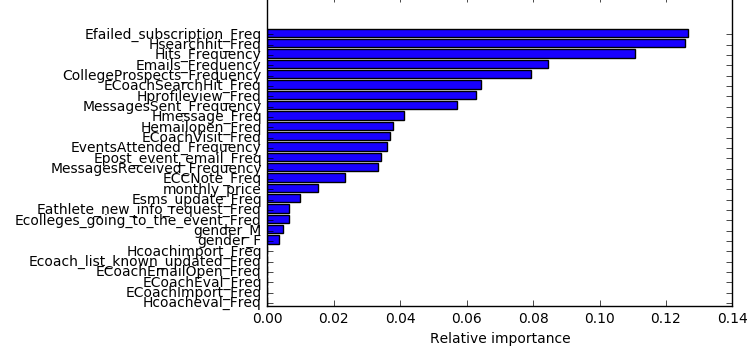 Efailed_subscription_Freq
Hsearchhit_Freq
Hits_Frequency
Emails_Frequency
CollegeProspects_Frequency
ECoachSearchHit_Freq
Hprofileview_Freq
MessagesSent_Frequency
Hmessage_Freq
Hemailopen_Freq
ECoachVisit_Freq
EventsAttended_Frequency
Epost_event_email_Freq
MessagesReceived_Frequency
ECCNote_Freq
monthly_price
Esms_update_Freq
Eathlete_new_info_request_Freq
Ecolleges_going_to_the_event_Freq
gender_M
gender_F
Hcoachimport_Freq
Ecoach_list_known_updated_Freq
ECoachEmailOpen_Freq
ECoachEval_Freq
ECoachImport_Freq
Hcoacheval_Freq
0.00 0.02 0.04 0.06 0.08 0.10 0.12 0.14
Relative importance